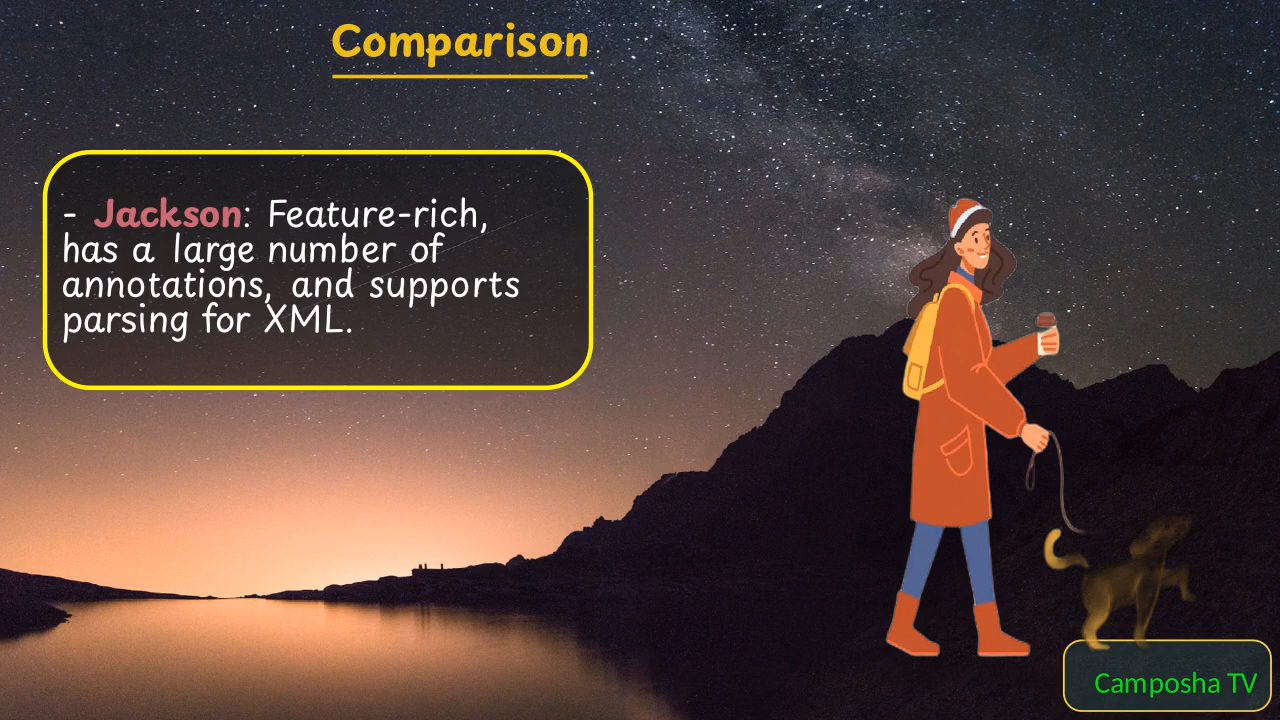 Comparison
- Jackson: Feature-rich,
has a large number of
annotations, and supports
parsing for XML.
Camposha TV